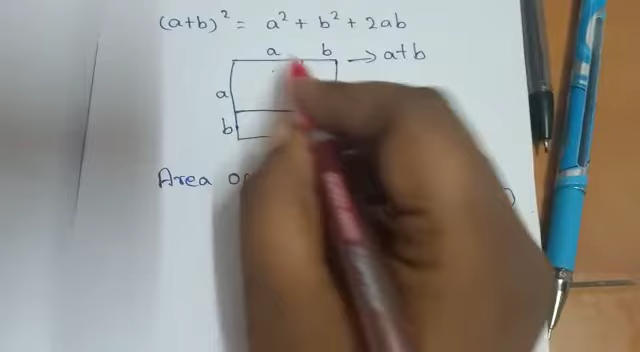 (a+b)² = a² + b² + 2ab
a b → a+b
a
b
Area